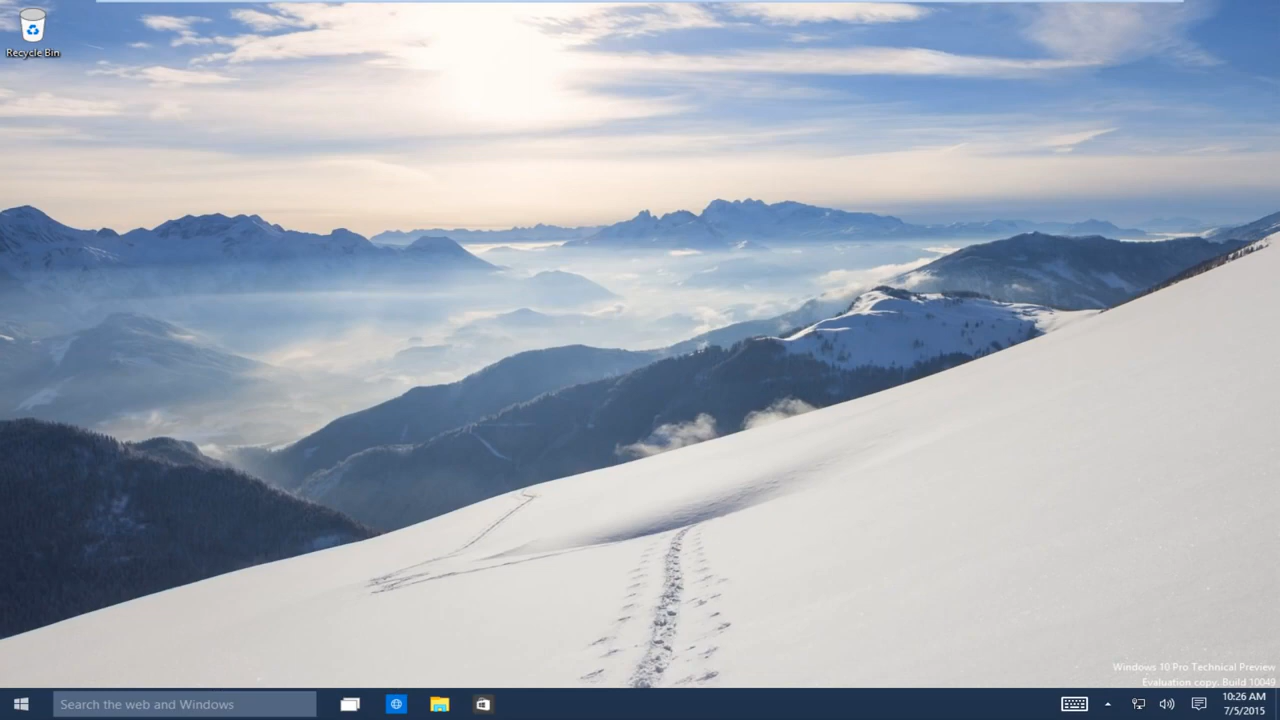 Recycle Bin
Windows 10 Pro Technical Preview
Evaluation copy. Build 10049
Search the web and Windows
10:26 AM
7/5/2015